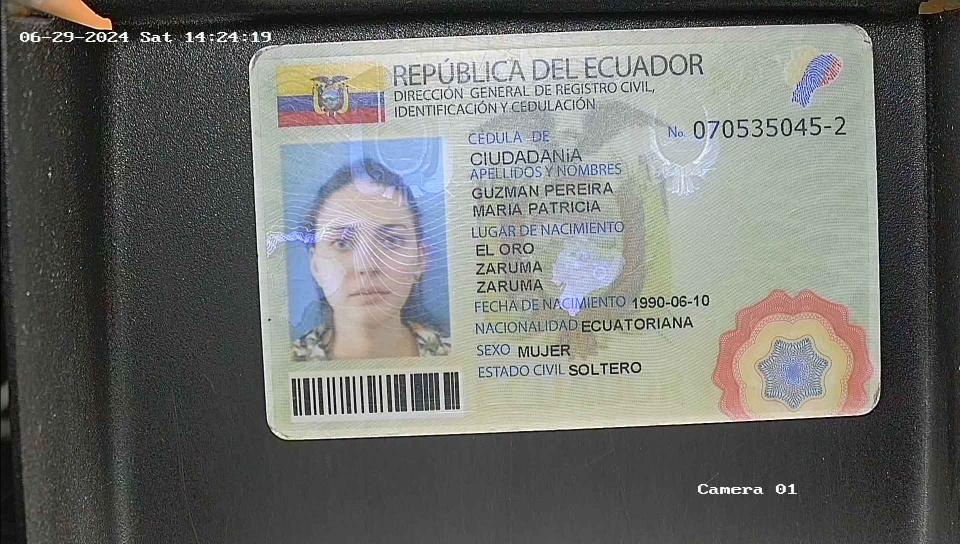 06-29-2024 Sat 14:24:19
REPÚBLICA DEL ECUADOR
DIRECCIÓN GENERAL DE REGISTRO CIVIL,
IDENTIFICACIÓN Y CEDULACIÓN
CÉDULA DE
No. 070535045-2
CIUDADANíA
APELLIDOS Y NOMBRES
GUZMAN PEREIRA
MARIA PATRICIA
LUGAR DE NACIMIENTO
EL ORO
ZARUMA
ZARUMA
FECHA DE NACIMIENTO 1990-06-10
NACIONALIDAD ECUATORIANA
SEXO MUJER
ESTADO CIVIL SOLTERO
Camera 01